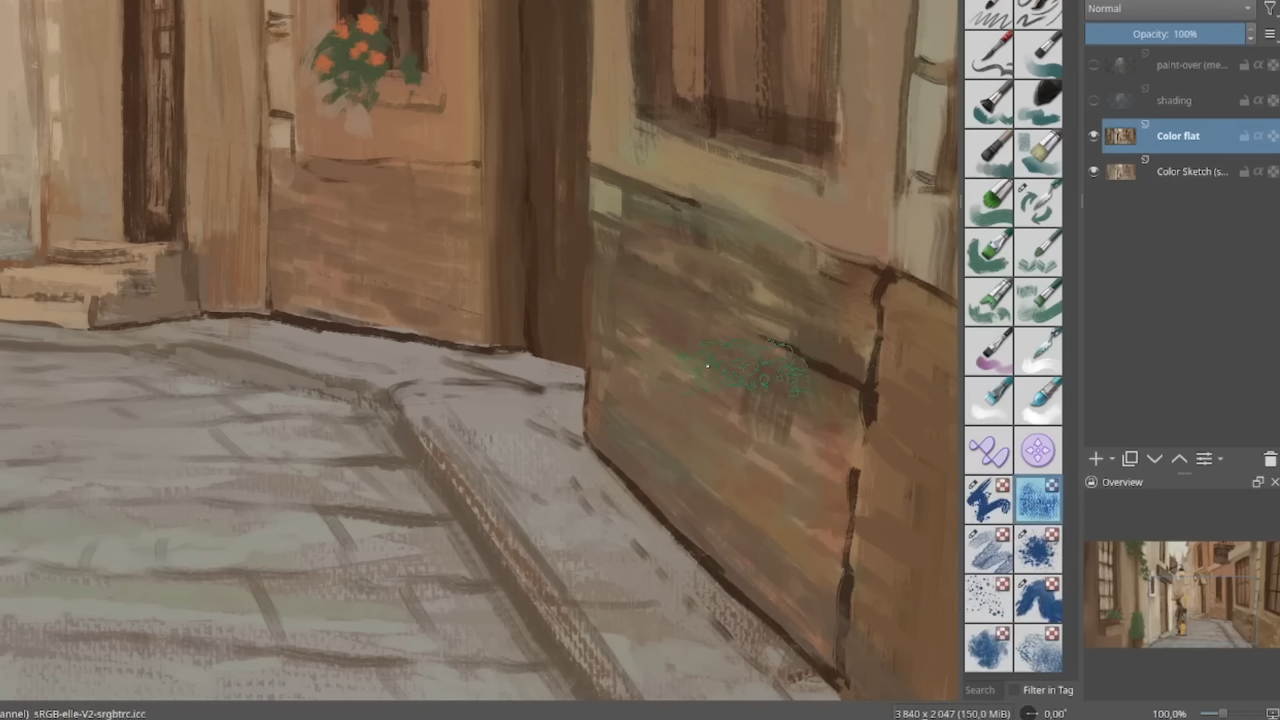 Normal
Opacity: 100%
paint-over (me...
shading
Color flat
Color Sketch (s...
Overview
Search
Filter in Tag
annel) sRGB-elle-V2-srgbtrc.icc
3 840 x 2 047 (150,0 MiB)
0,00°
100,0%